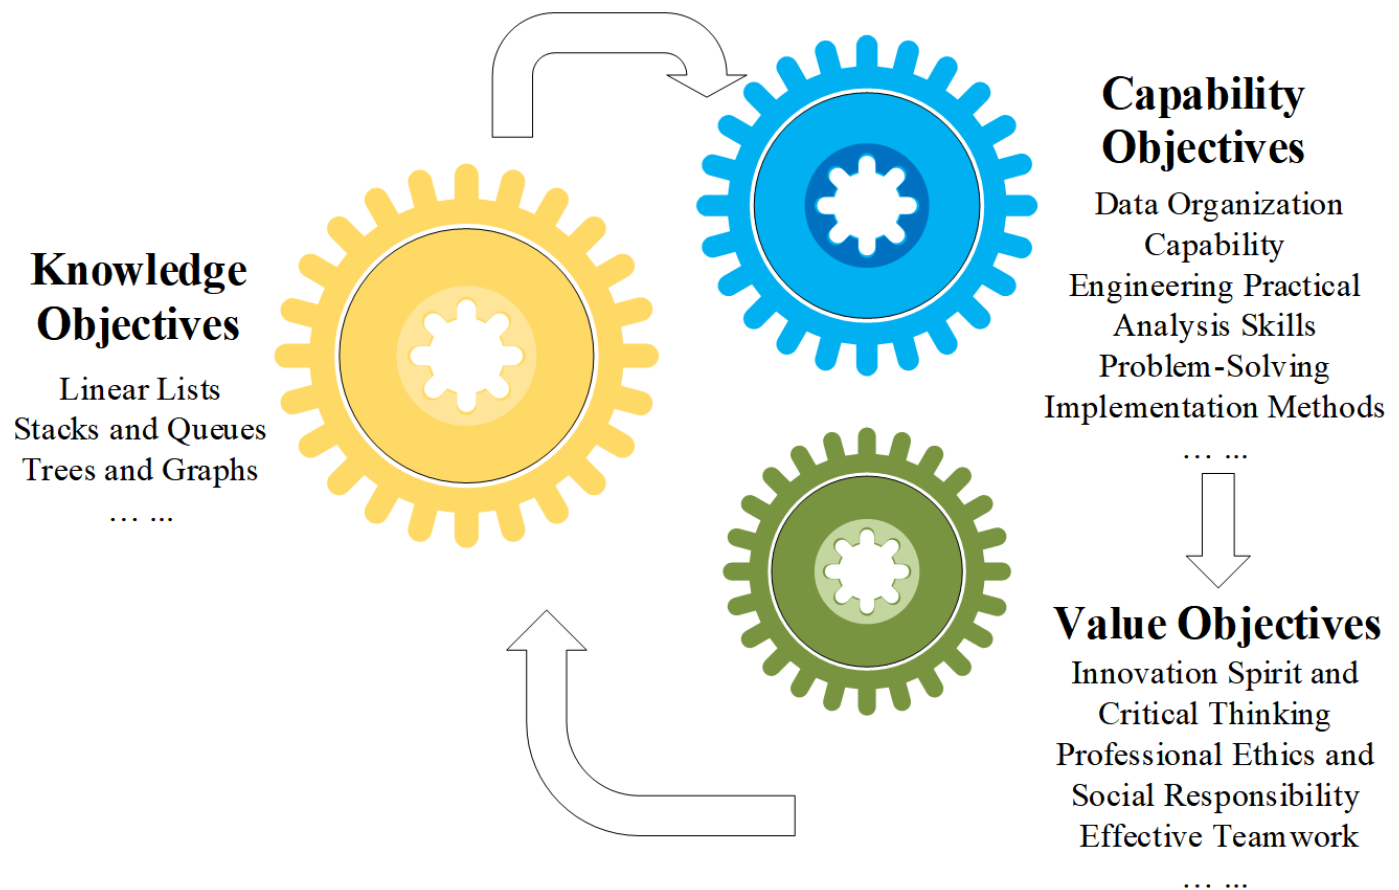 Knowledge
Objectives
Linear Lists
Stacks and Queues
Trees and Graphs
… ...
Capability
Objectives
Data Organization
Capability
Engineering Practical
Analysis Skills
Problem-Solving
Implementation Methods
… ...
Value Objectives
Innovation Spirit and
Critical Thinking
Professional Ethics and
Social Responsibility
Effective Teamwork
… ...